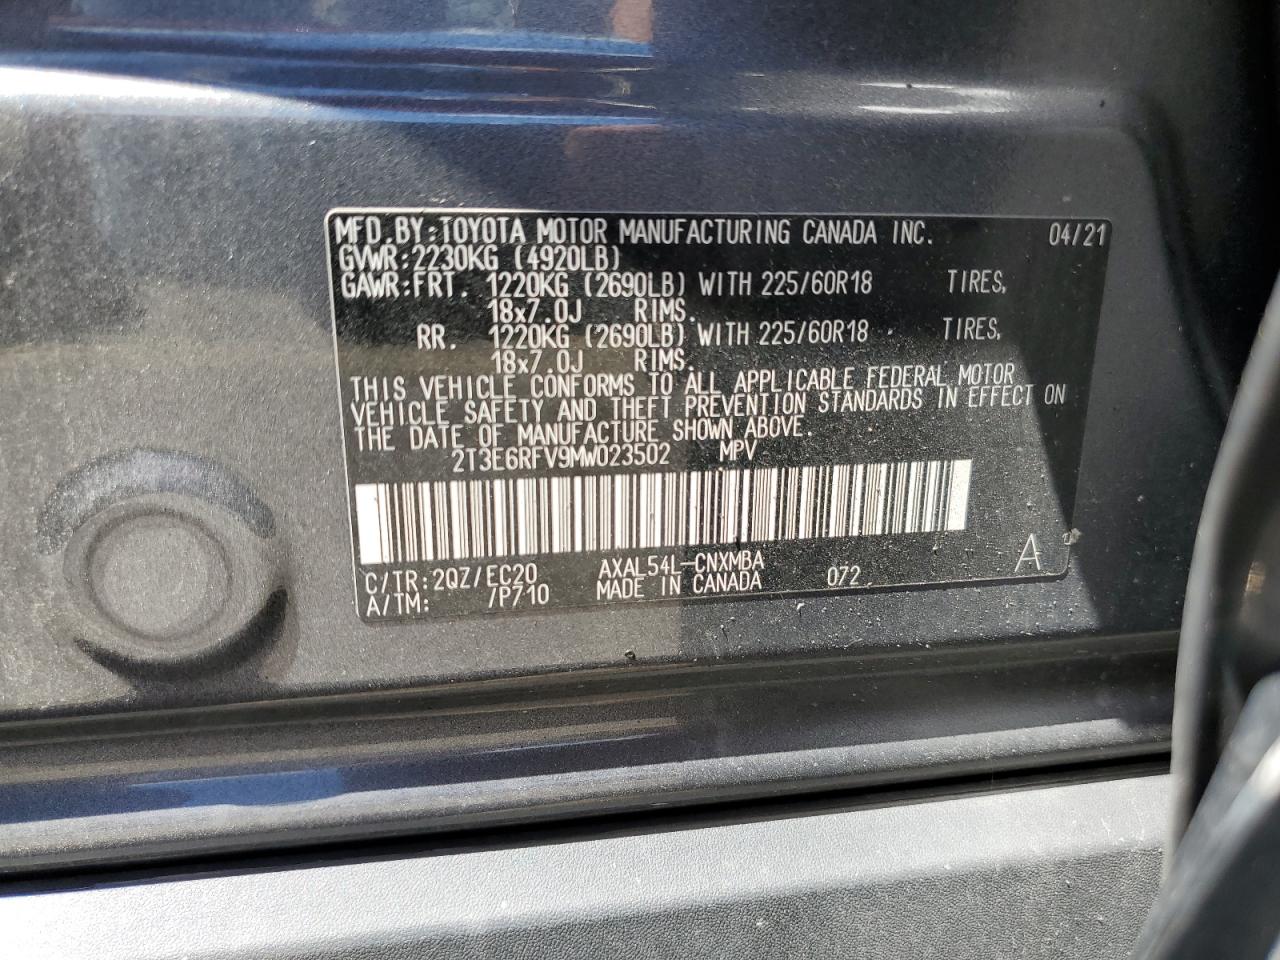 MFD.BY:TOYOTA MOTOR MANUFACTURING CANADA INC. 04/21
GVWR:2230KG (4920LB)
GAWR:FRT. 1220KG (2690LB) WITH 225/60R18 TIRES,
18x7.0J RIMS.
RR. 1220KG (2690LB) WITH 225/60R18 TIRES,
18x7.0J RIMS.
THIS VEHICLE CONFORMS TO ALL APPLICABLE FEDERAL MOTOR
VEHICLE SAFETY AND THEFT PREVENTION STANDARDS IN EFFECT ON
THE DATE OF MANUFACTURE SHOWN ABOVE.
2T3E6RFV9MW023502 MPV
C/TR:2QZ/EC20 AXAL54L-CNXMBA 072 A
A/TM: /P710 MADE IN CANADA